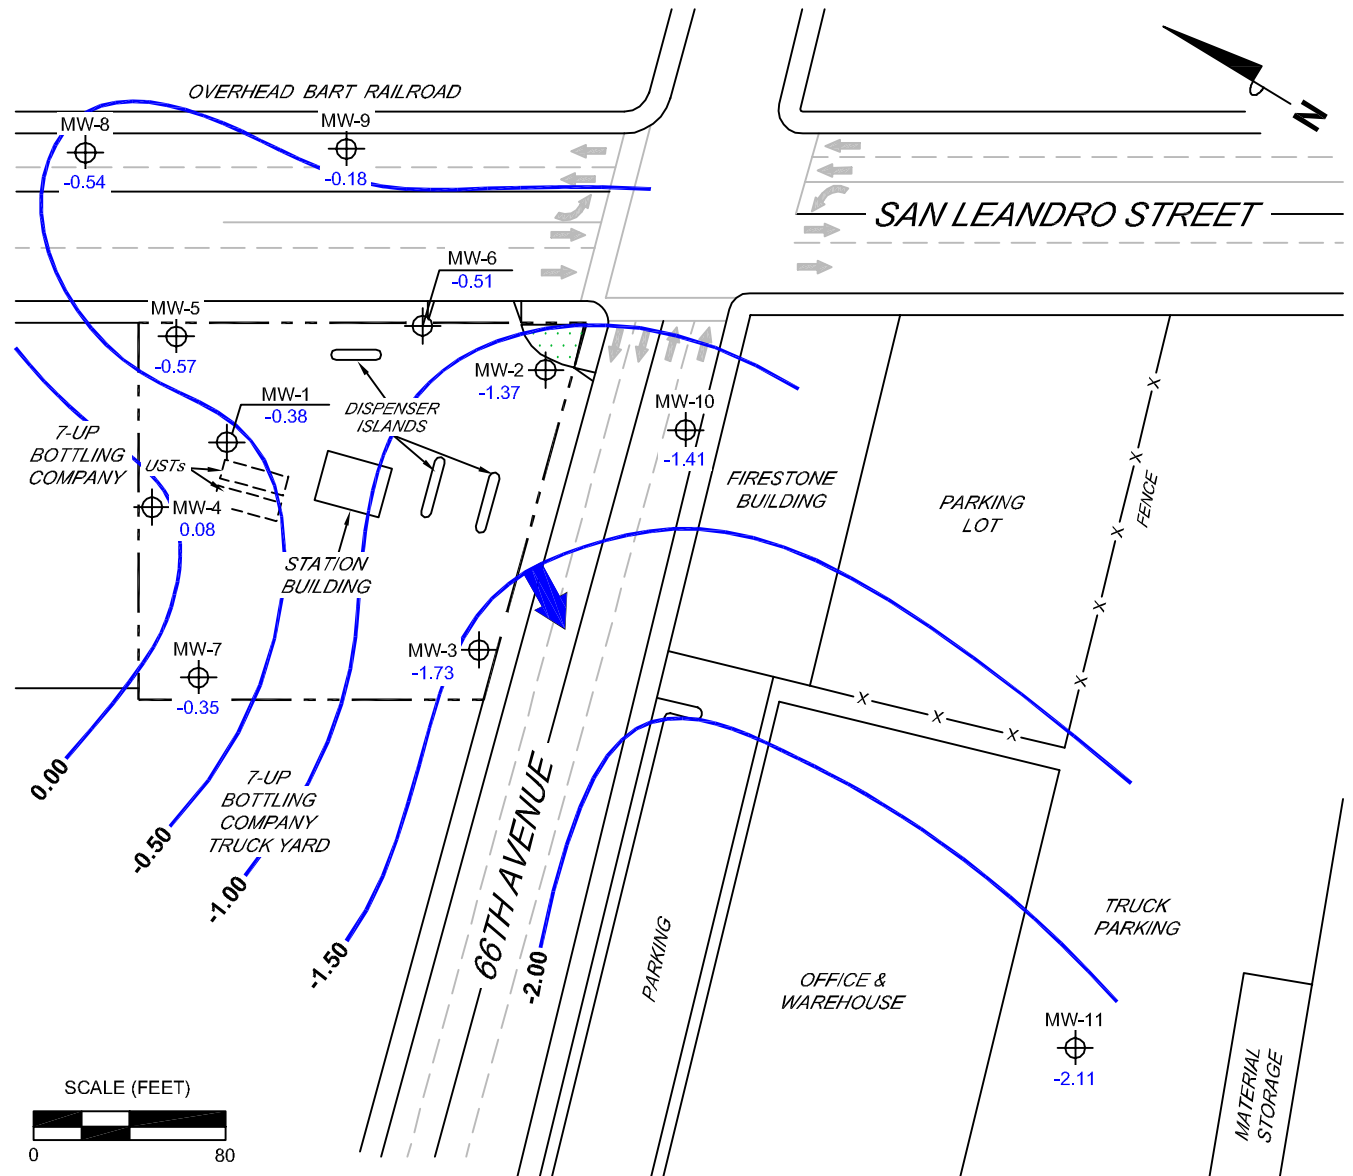 OVERHEAD BART RAILROAD
N
MW-8
-0.54
MW-9
-0.18
SAN LEANDRO STREET
MW-6
-0.51
MW-5
-0.57
MW-2
-1.37
MW-1
-0.38
DISPENSER
ISLANDS
MW-10
-1.41
7-UP
BOTTLING
COMPANY
USTs
MW-4
0.08
FIRESTONE
BUILDING
PARKING
LOT
FENCE
X
X
X
X
X
X
X
X
STATION
BUILDING
MW-7
-0.35
MW-3
-1.73
0.00
-0.50
-1.00
-1.50
-2.00
7-UP
BOTTLING
COMPANY
TRUCK YARD
66TH AVENUE
PARKING
OFFICE &
WAREHOUSE
TRUCK
PARKING
MW-11
-2.11
MATERIAL
STORAGE
SCALE (FEET)
0 80